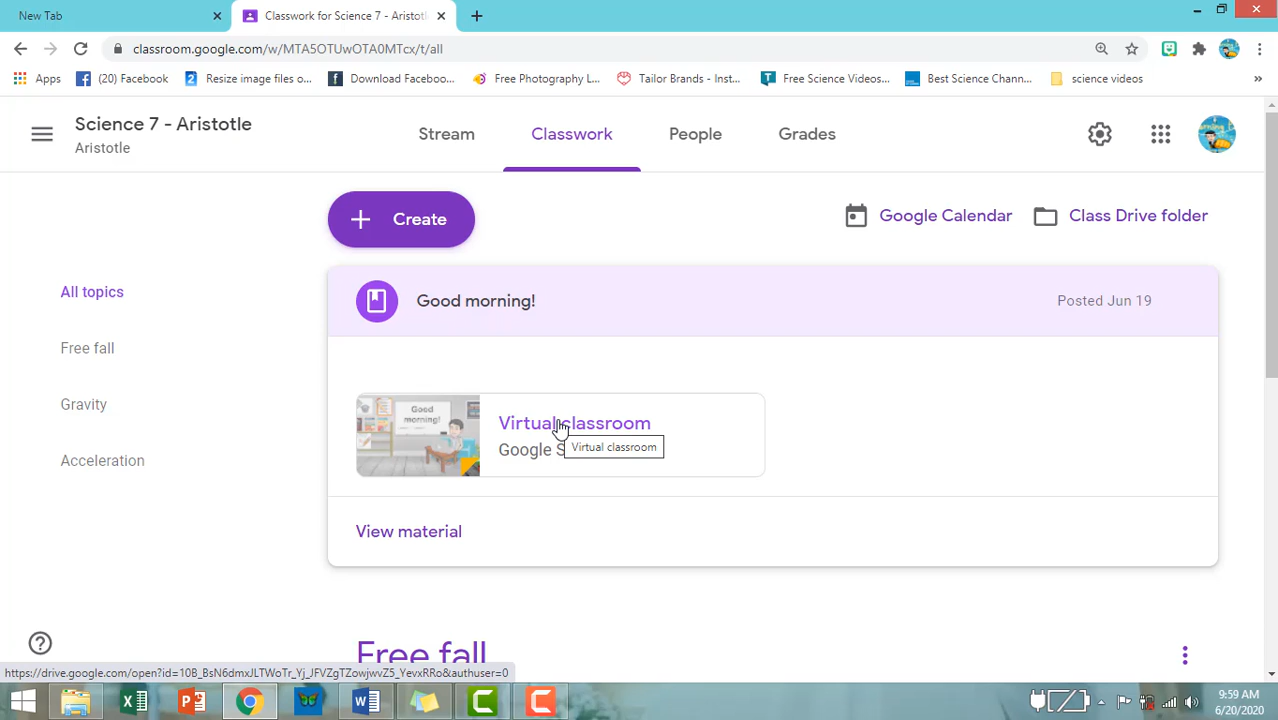 New Tab
Classwork for Science 7 - Aristotle
classroom.google.com/w/MTA5OTUwOTA0MTcx/t/all
Apps
(20) Facebook
Resize image files o...
Download Faceboo...
Free Photography L...
Tailor Brands - Inst...
Free Science Videos...
Best Science Chann...
science videos
»
Science 7 - Aristotle
Aristotle
Stream
Classwork
People
Grades
Create
Google Calendar
Class Drive folder
All topics
Free fall
Gravity
Acceleration
Good morning!
Posted Jun 19
Good
morning!
Virtual classroom
Google S
Virtual classroom
View material
Free fall
https://drive.google.com/open?id=10B_BsN6dmxJLTWoTr_Yj_JFVZgTZowjwvZ5_YevxRRo&authuser=0
9:59 AM
6/20/2020